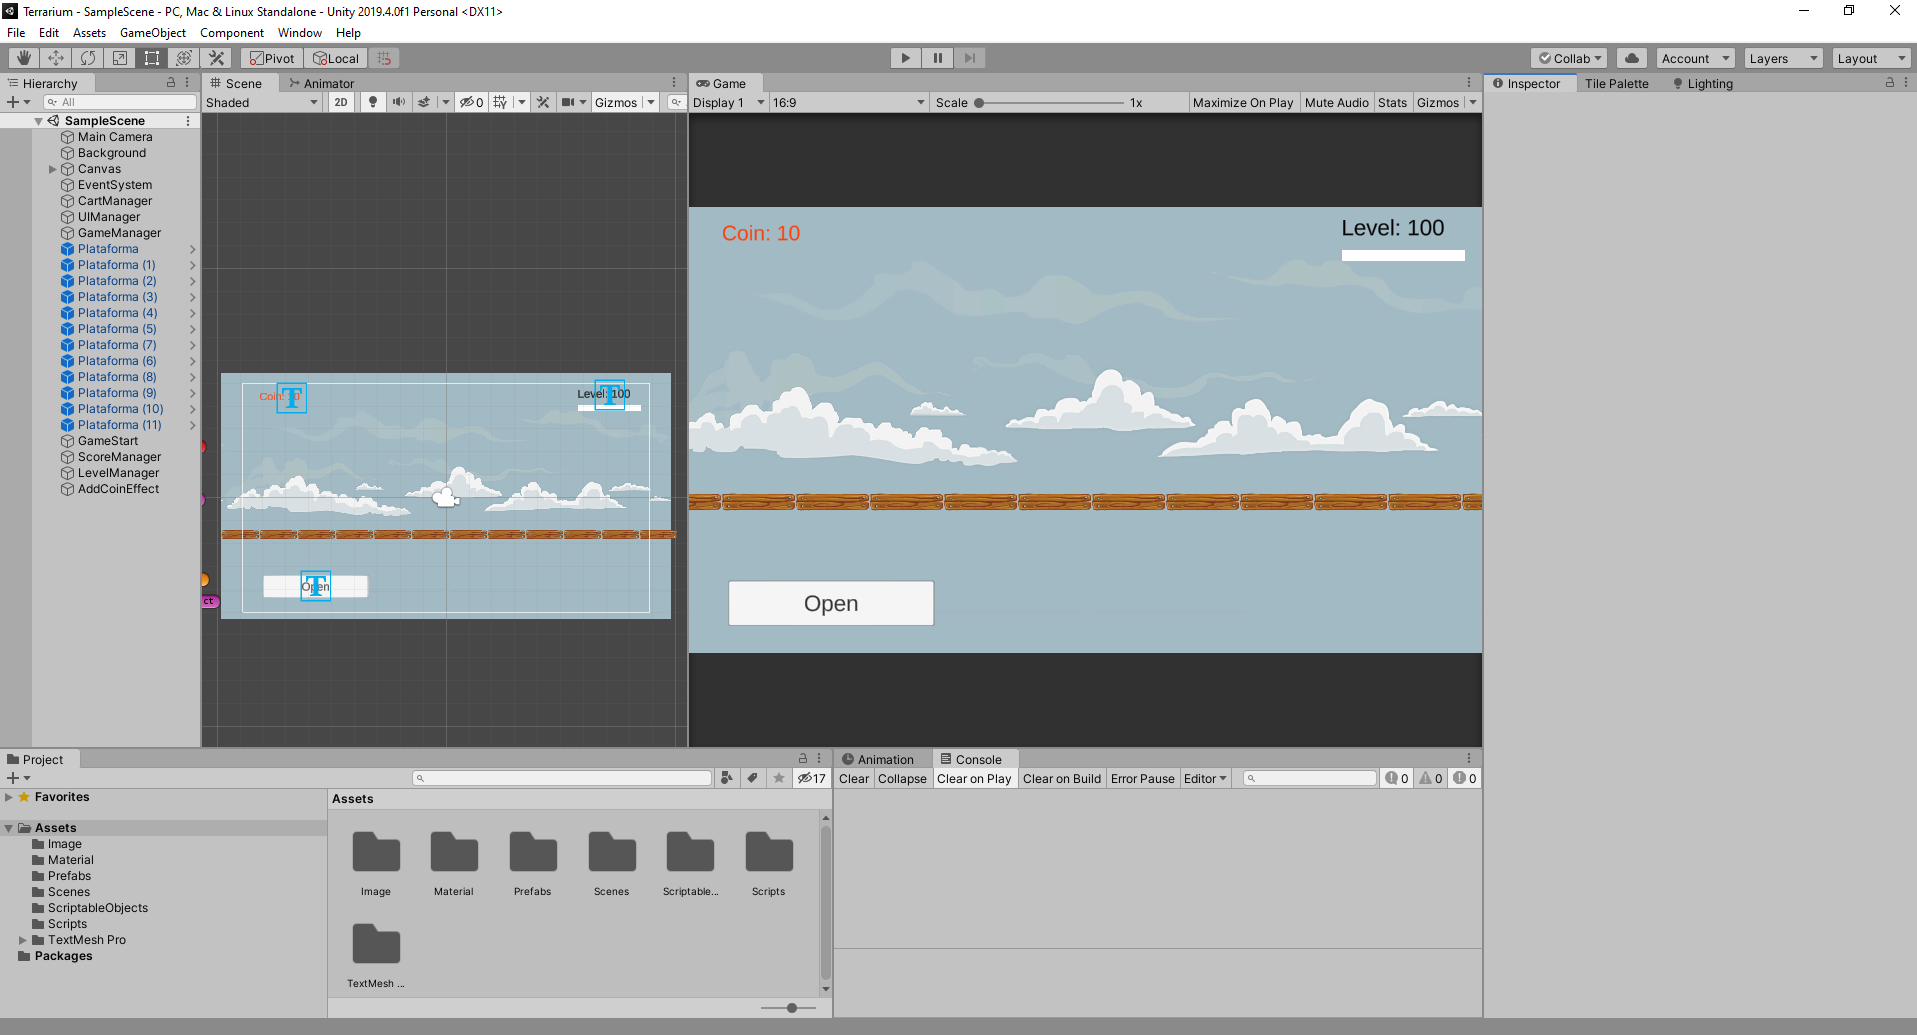 Terrarium - SampleScene - PC, Mac & Linux Standalone - Unity 2019.4.0f1 Personal <DX11>
File Edit Assets GameObject Component Window Help
Pivot Local Collab Account Layers Layout
Hierarchy
All
SampleScene
Main Camera
Background
Canvas
EventSystem
CartManager
UIManager
GameManager
Plataforma
Plataforma (1)
Plataforma (2)
Plataforma (3)
Plataforma (4)
Plataforma (5)
Plataforma (7)
Plataforma (6)
Plataforma (8)
Plataforma (9)
Plataforma (10)
Plataforma (11)
GameStart
ScoreManager
LevelManager
AddCoinEffect
Scene Animator
Shaded 2D 0 Gizmos
Coin: 10
Level: 100
Open
ct
Game
Display 1 16:9 Scale 1x Maximize On Play Mute Audio Stats Gizmos
Coin: 10
Level: 100
Open
Inspector Tile Palette Lighting
Project
17
Favorites
Assets
Image
Material
Prefabs
Scenes
ScriptableObjects
Scripts
TextMesh Pro
Packages
Assets
Image Material Prefabs Scenes Scriptable... Scripts
TextMesh ...
Animation Console
Clear Collapse Clear on Play Clear on Build Error Pause Editor 0 0 0